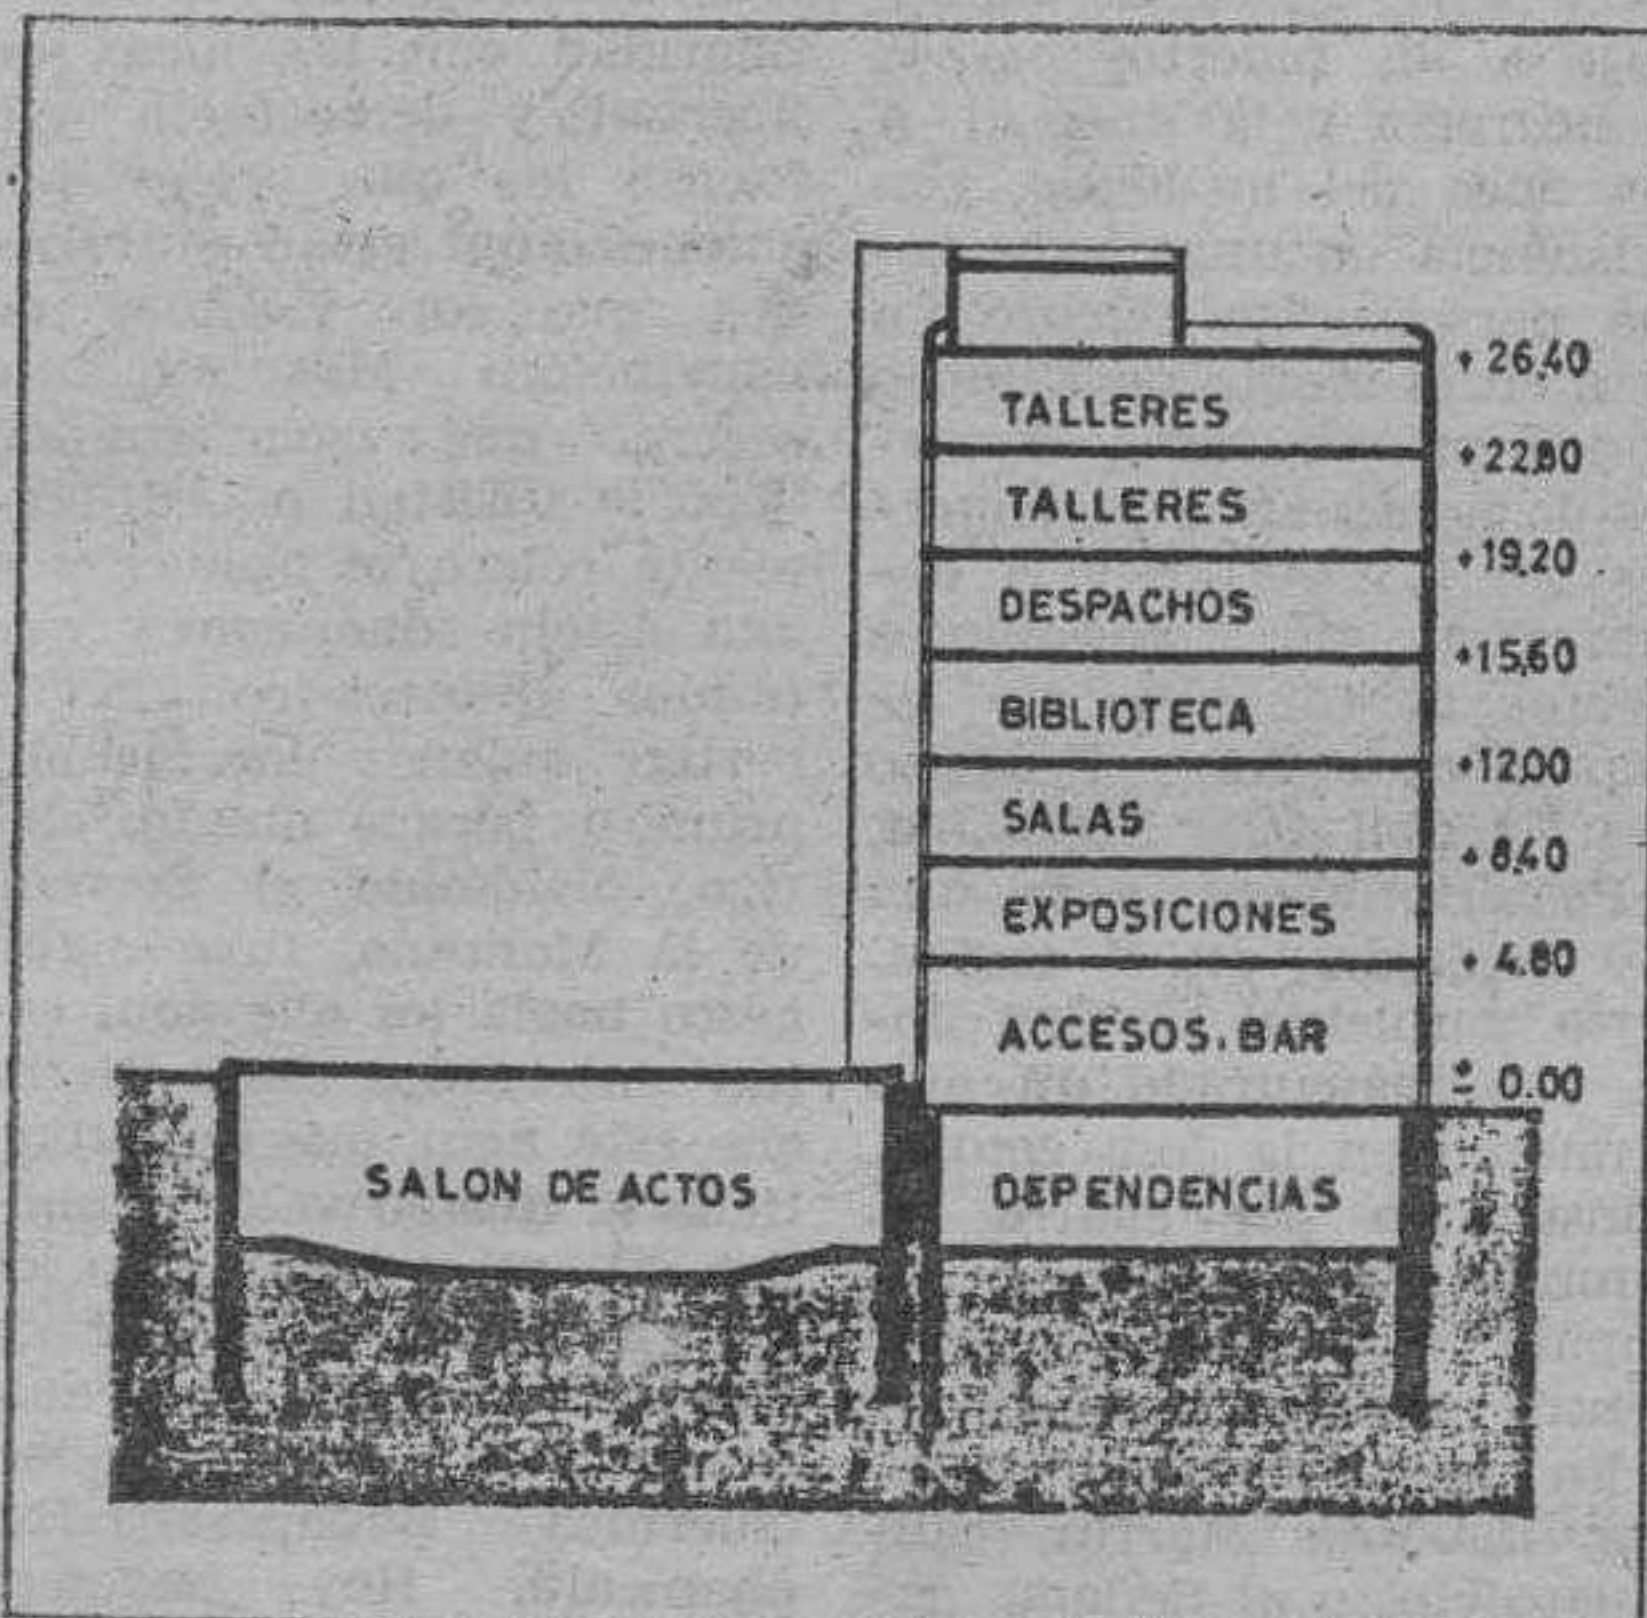 + 26,40
TALLERES
+ 22,80
TALLERES
+ 19,20
DESPACHOS
+ 15,60
BIBLIOTECA
+ 12,00
SALAS
+ 8,40
EXPOSICIONES
+ 4.80
ACCESOS. BAR
± 0.00
SALON DE ACTOS
DEPENDENCIAS